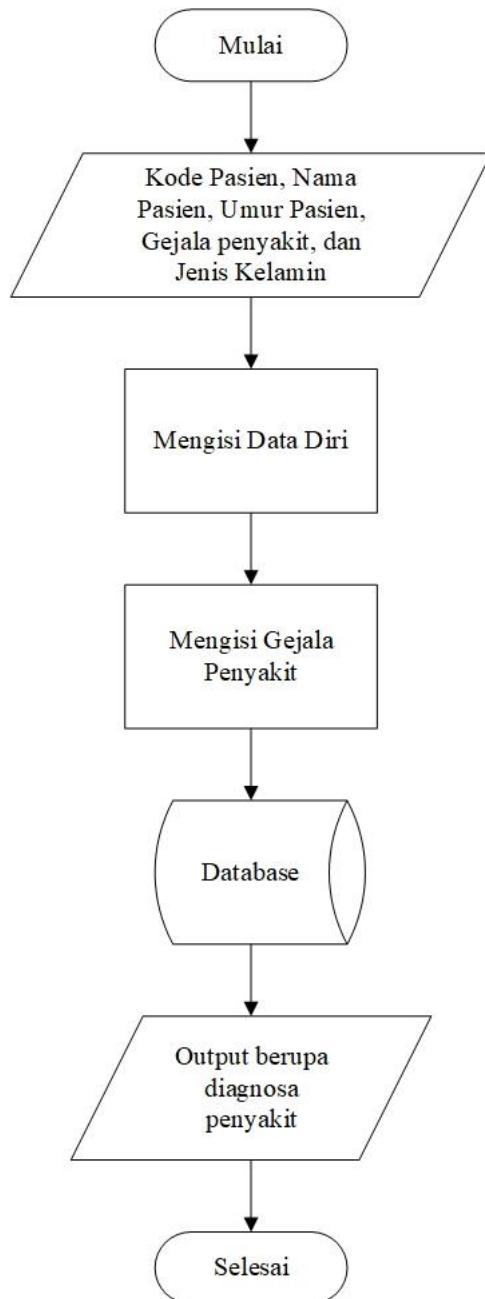 Mulai
Kode Pasien, Nama
Pasien, Umur Pasien,
Gejala penyakit, dan
Jenis Kelamin
Mengisi Data Diri
Mengisi Gejala
Penyakit
Database
Output berupa
diagnosa
penyakit
Selesai